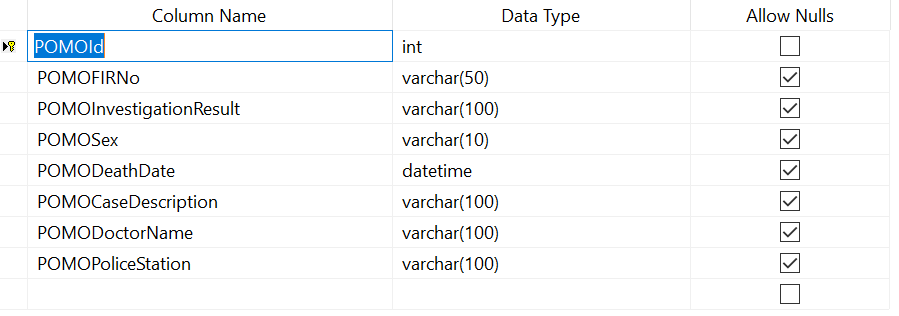 Column Name Data Type Allow Nulls
POMOId int
POMOFIRNo varchar(50)
POMOInvestigationResult varchar(100)
POMOSex varchar(10)
POMODeathDate datetime
POMOCaseDescription varchar(100)
POMODoctorName varchar(100)
POMOPoliceStation varchar(100)